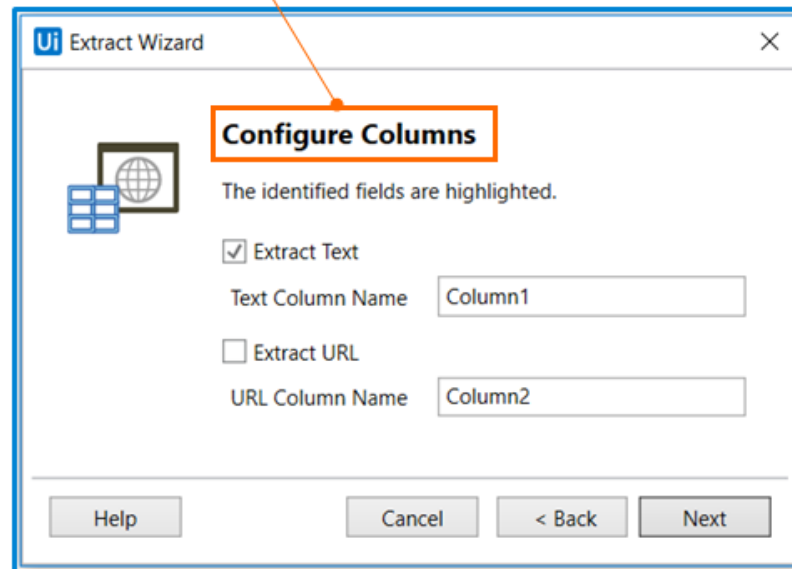 Ui Extract Wizard
Configure Columns
The identified fields are highlighted.
Extract Text
Text Column Name Column1
Extract URL
URL Column Name Column2
Help Cancel < Back Next